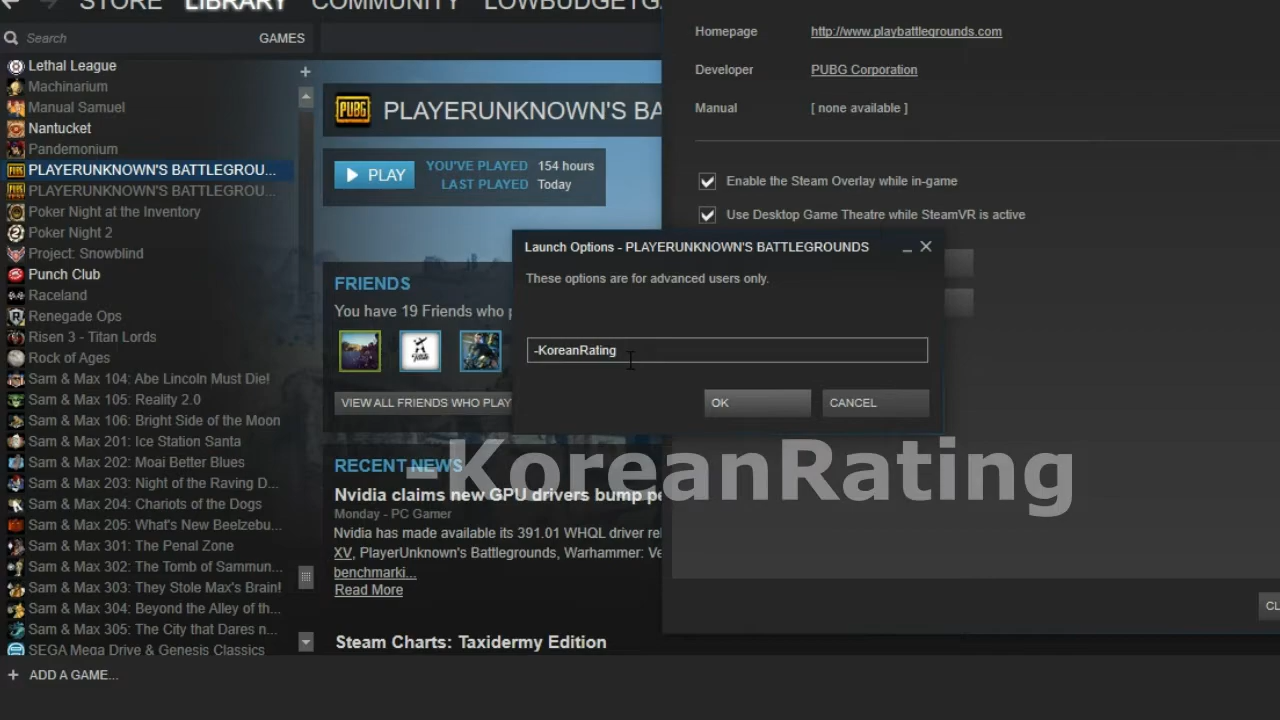 STORE LIBRARY COMMUNITY LOWBUDGETGA
Search GAMES
Lethal League
Machinarium
Manual Samuel
Nantucket
Pandemonium
PLAYERUNKNOWN'S BATTLEGROU...
PLAYERUNKNOWN'S BATTLEGROU...
Poker Night at the Inventory
Poker Night 2
Project: Snowblind
Punch Club
Raceland
Renegade Ops
Risen 3 - Titan Lords
Rock of Ages
Sam & Max 104: Abe Lincoln Must Die!
Sam & Max 105: Reality 2.0
Sam & Max 106: Bright Side of the Moon
Sam & Max 201: Ice Station Santa
Sam & Max 202: Moai Better Blues
Sam & Max 203: Night of the Raving D...
Sam & Max 204: Chariots of the Dogs
Sam & Max 205: What's New Beelzebu...
Sam & Max 301: The Penal Zone
Sam & Max 302: The Tomb of Sammun...
Sam & Max 303: They Stole Max's Brain!
Sam & Max 304: Beyond the Alley of th...
Sam & Max 305: The City that Dares n...
SEGA Mega Drive & Genesis Classics
+ ADD A GAME...
PUBG PLAYERUNKNOWN'S BA
PLAY
YOU'VE PLAYED 154 hours
LAST PLAYED Today
FRIENDS
You have 19 Friends who p
VIEW ALL FRIENDS WHO PLAY
RECENT NEWS
Nvidia claims new GPU drivers bump pe
Monday - PC Gamer
Nvidia has made available its 391.01 WHQL driver rel
XV, PlayerUnknown's Battlegrounds, Warhammer: Ve
benchmarki...
Read More
Steam Charts: Taxidermy Edition
Homepage http://www.playbattlegrounds.com
Developer PUBG Corporation
Manual [ none available ]
Enable the Steam Overlay while in-game
Use Desktop Game Theatre while SteamVR is active
Launch Options - PLAYERUNKNOWN'S BATTLEGROUNDS
These options are for advanced users only.
-KoreanRating
OK CANCEL
-KoreanRating
CL